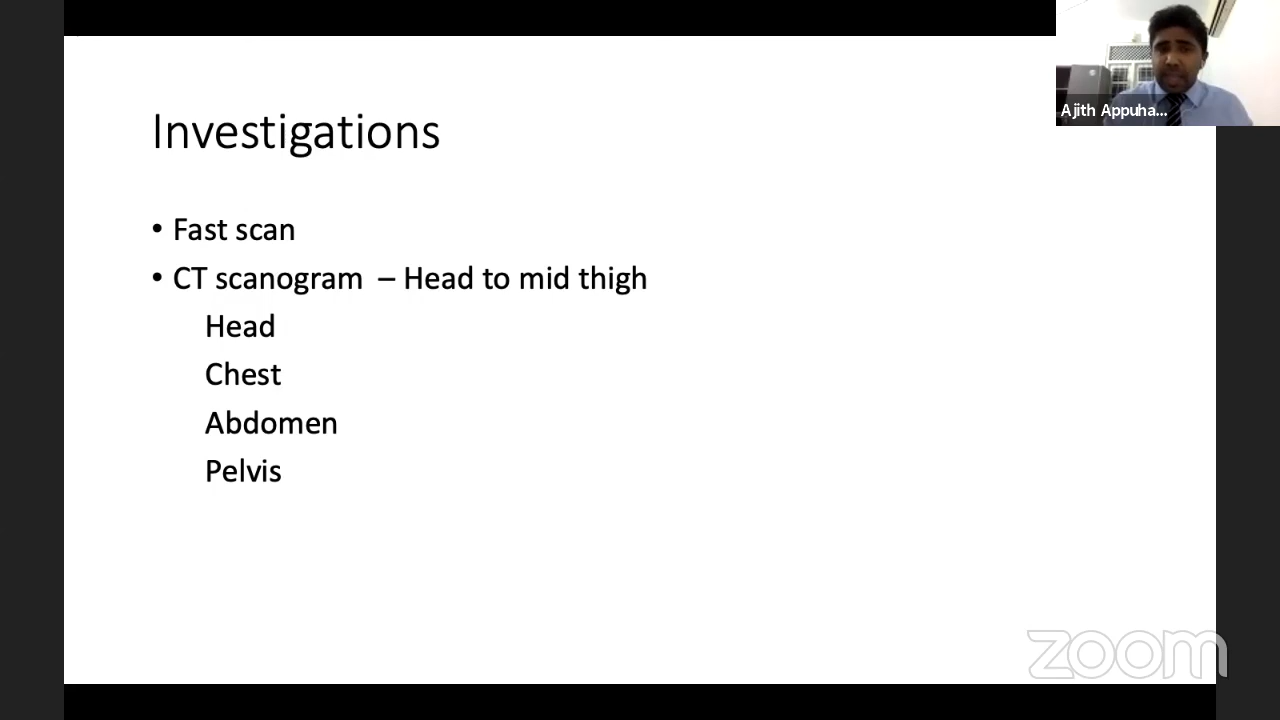 Investigations
• Fast scan
• CT scanogram – Head to mid thigh
Head
Chest
Abdomen
Pelvis
Ajith Appuha...
zoom